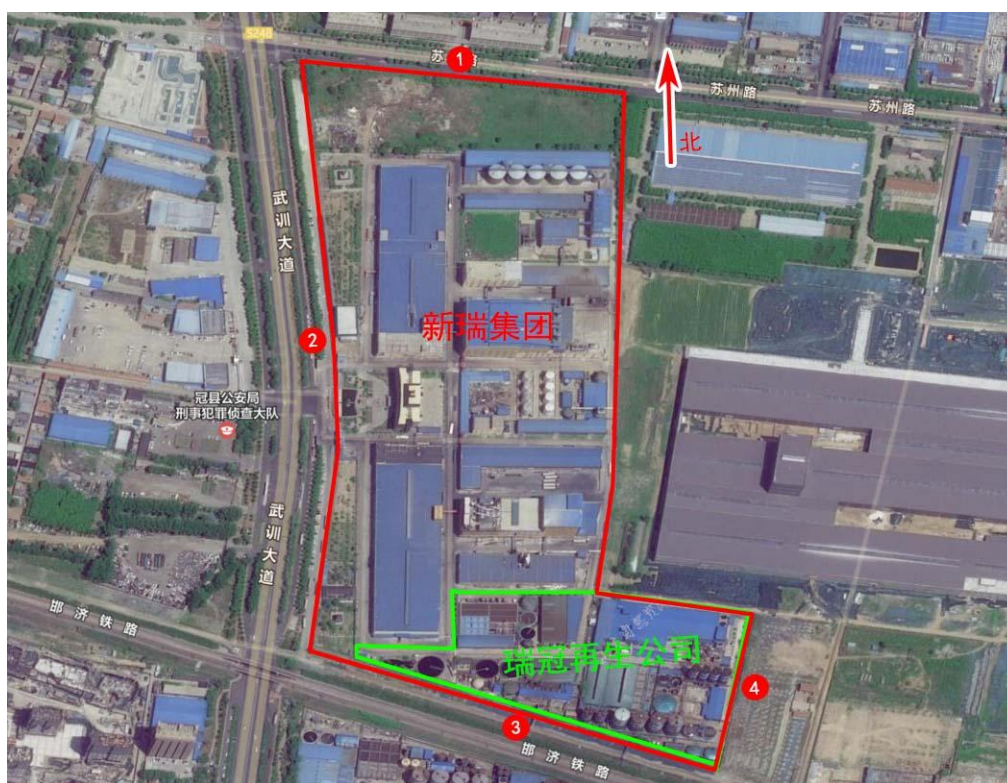 S248
苏州路
1
苏州路
苏州路
北
武训大道
新瑞集团
2
冠县公安局
刑事犯罪侦查大队
武训大道
邯济铁路
瑞冠再生公司
4
3
邯济铁路